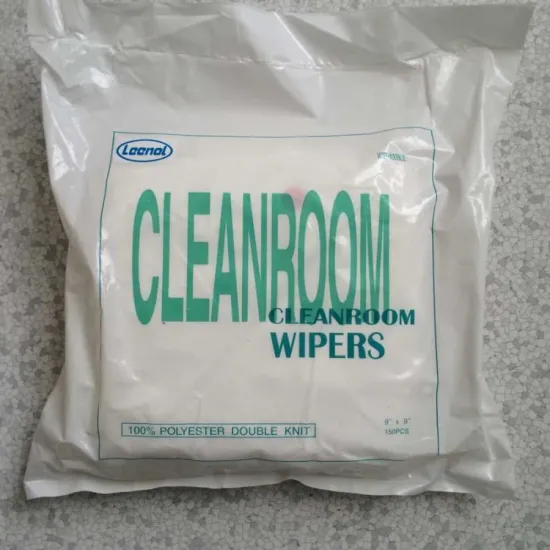 Leenol
CLEANROOM
CLEANROOM
WIPERS
100% POLYESTER DOUBLE KNIT
9" x 9"
150PCS